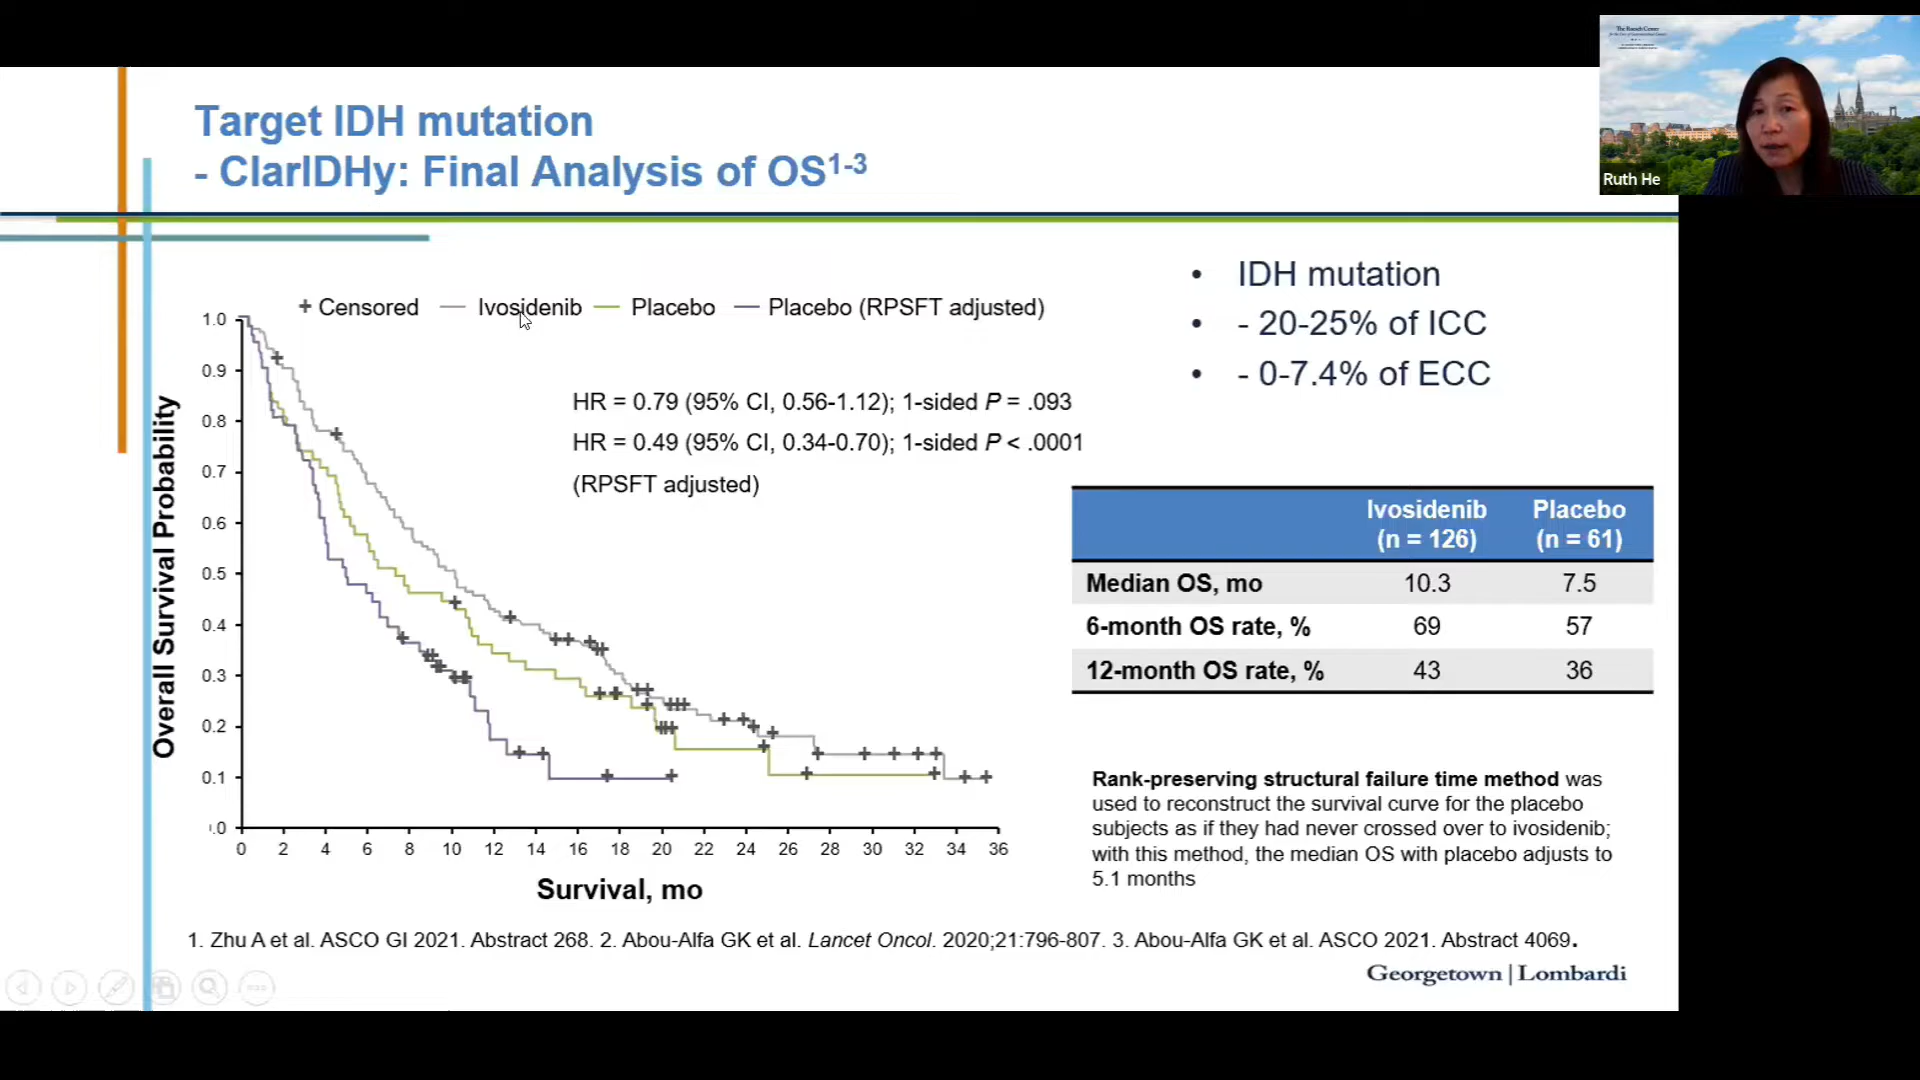 Target IDH mutation
- ClarIDHy: Final Analysis of OS1-3
Ruth He
+ Censored — Ivosidenib — Placebo — Placebo (RPSFT adjusted)
HR = 0.79 (95% CI, 0.56-1.12); 1-sided P = .093
HR = 0.49 (95% CI, 0.34-0.70); 1-sided P < .0001
(RPSFT adjusted)
Overall Survival Probability
1.0
0.9
0.8
0.7
0.6
0.5
0.4
0.3
0.2
0.1
0 2 4 6 8 10 12 14 16 18 20 22 24 26 28 30 32 34 36
Survival, mo
• IDH mutation
• - 20-25% of ICC
• - 0-7.4% of ECC
Ivosidenib Placebo
(n = 126) (n = 61)
Median OS, mo 10.3 7.5
6-month OS rate, % 69 57
12-month OS rate, % 43 36
Rank-preserving structural failure time method was
used to reconstruct the survival curve for the placebo
subjects as if they had never crossed over to ivosidenib;
with this method, the median OS with placebo adjusts to
5.1 months
1. Zhu A et al. ASCO GI 2021. Abstract 268. 2. Abou-Alfa GK et al. Lancet Oncol. 2020;21:796-807. 3. Abou-Alfa GK et al. ASCO 2021. Abstract 4069.
Georgetown | Lombardi